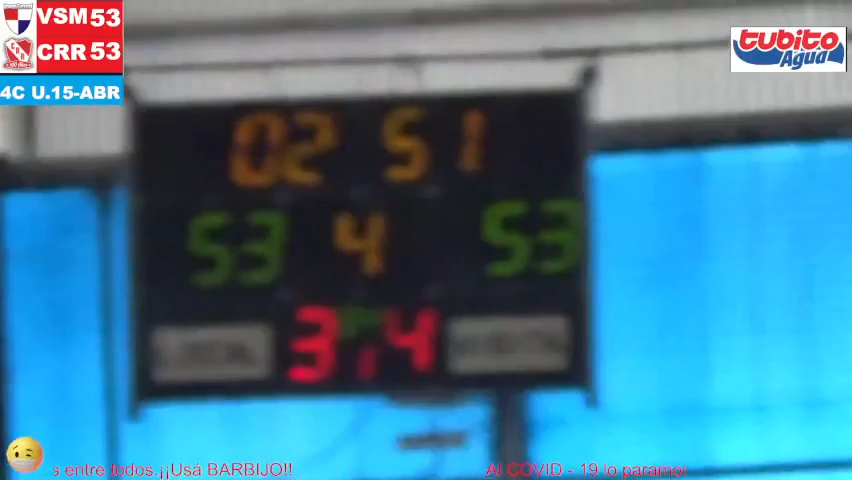 VSM 53
CRR 53
4C U.15-ABR
tubito
Agua
02 51
53 4 53
3 4
LOCAL
s entre todos.¡¡Usá BARBIJO!! Al COVID - 19 lo paramo